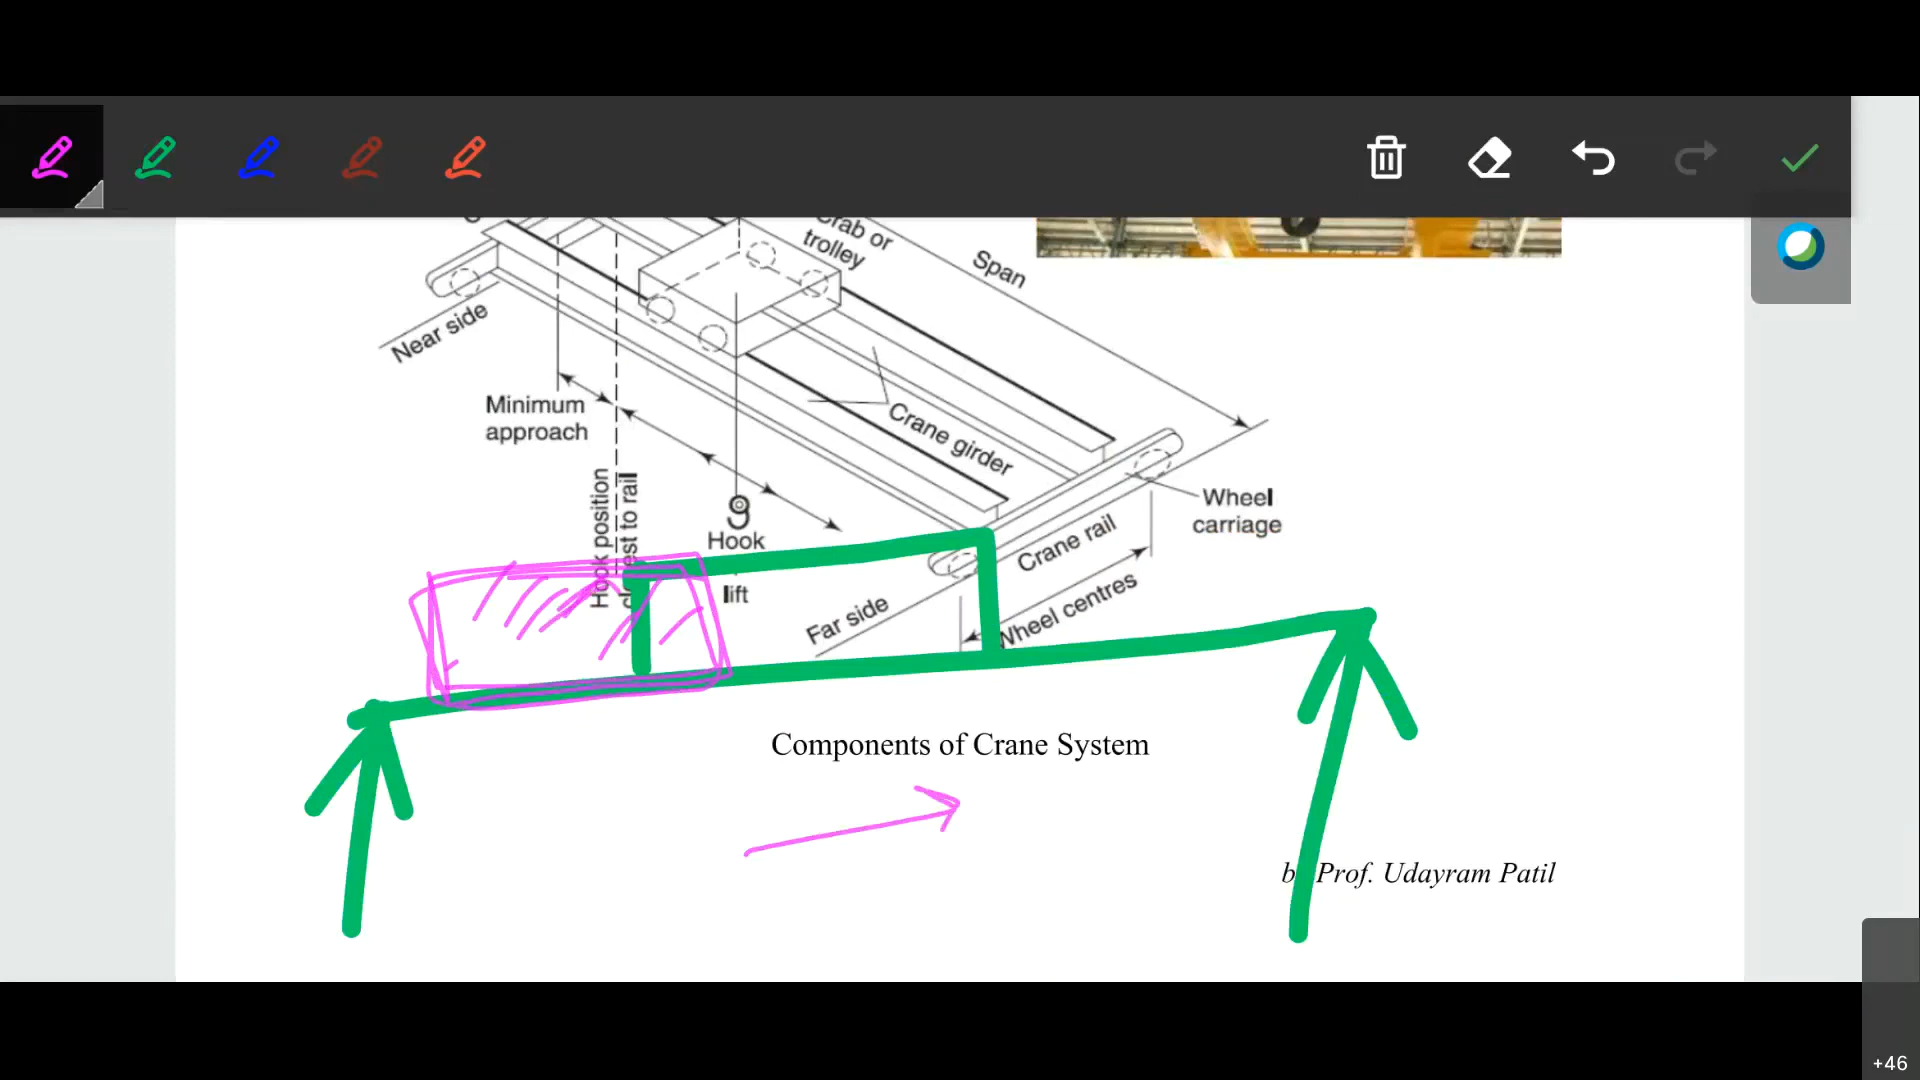 Crab or
trolley
Span
Near side
Minimum
approach
Crane girder
Hook position
to rail
Wheel
carriage
Hook
Crane rail
lift
Wheel centres
Far side
Components of Crane System
Prof. Udayram Patil
+46